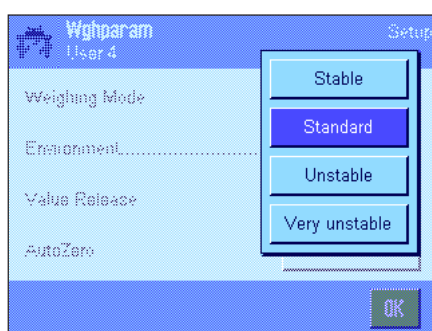 Wghparam
Setup
User 4
Weighing Mode
Environment
Value Release
AutoZero
Stable
Standard
Unstable
Very unstable
OK